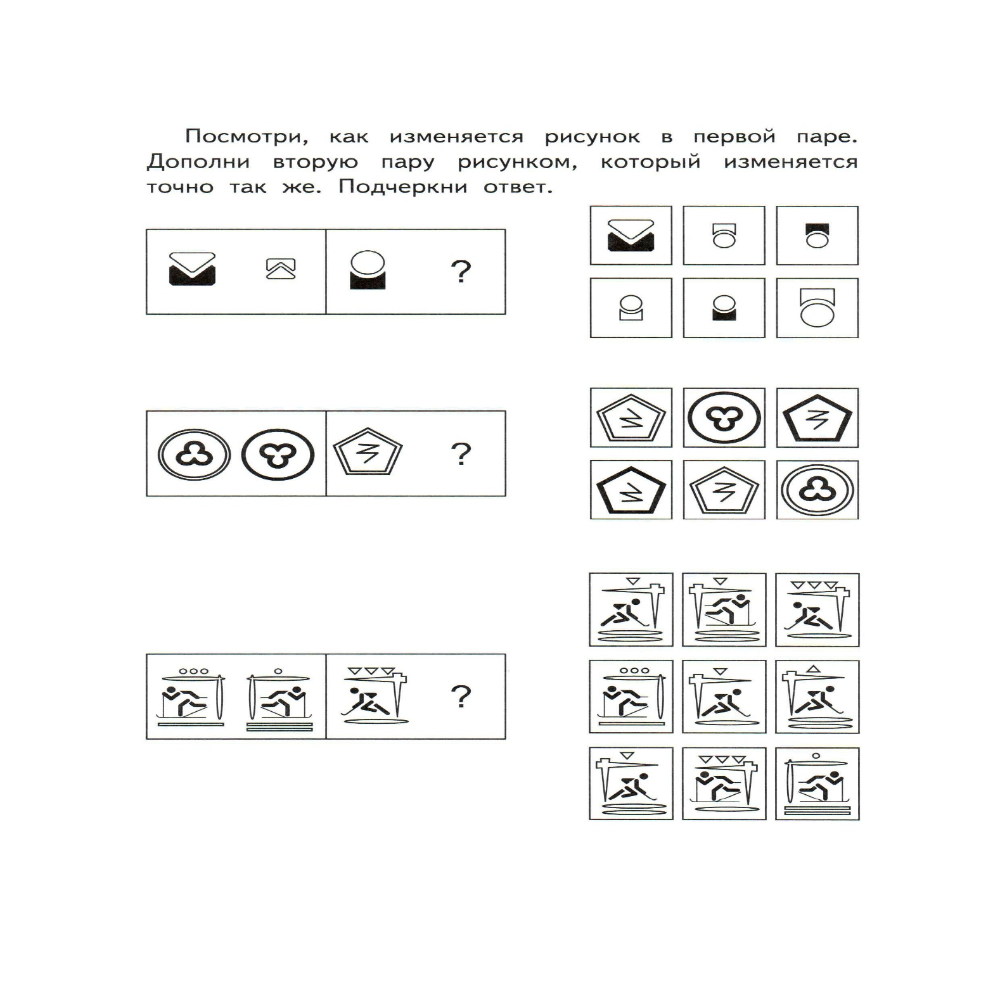 Посмотри, как изменяется рисунок в первой паре.
Дополни вторую пару рисунком, который изменяется
точно так же. Подчеркни ответ.
?
?
?